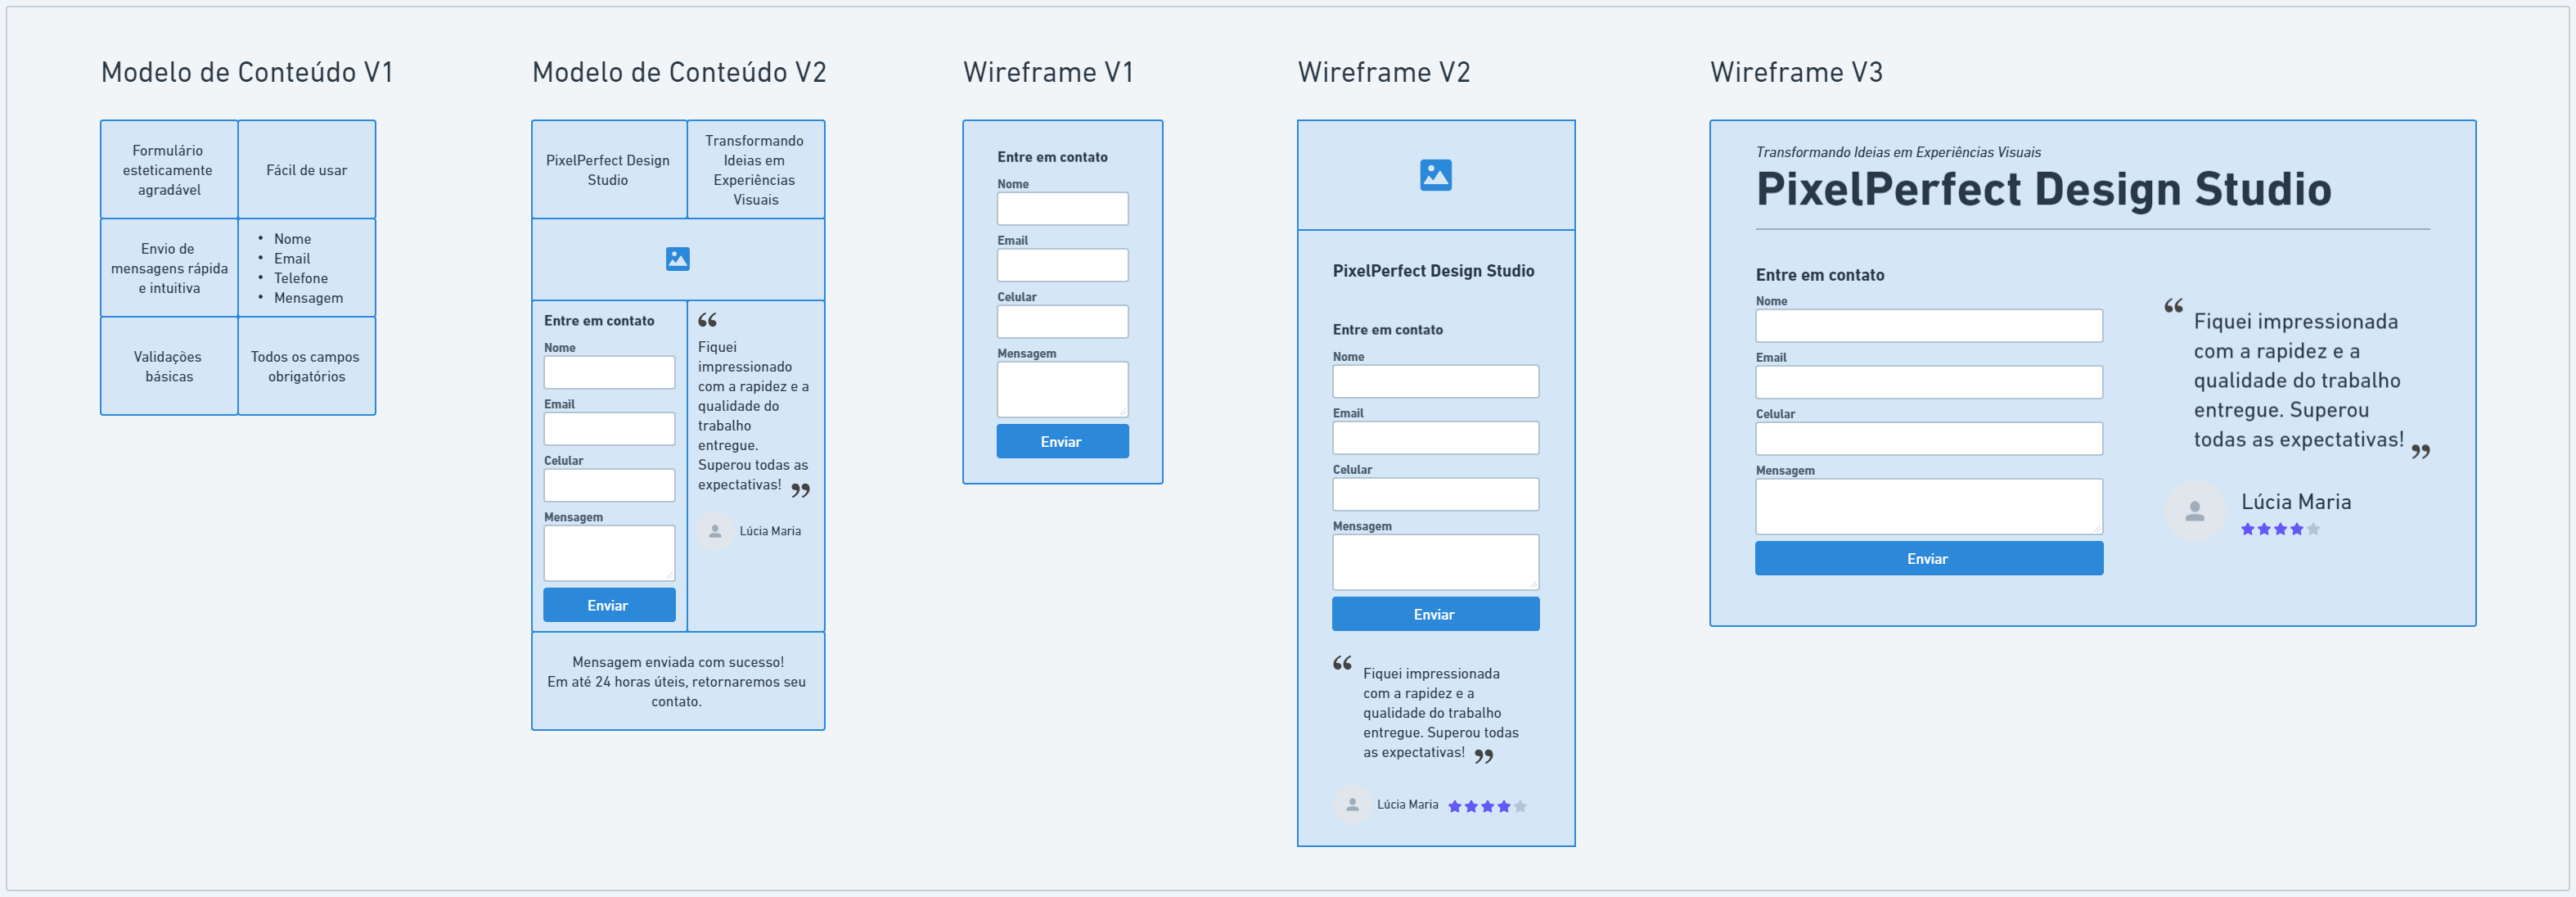 Modelo de Conteúdo V1
Formulário
esteticamente
agradável
Fácil de usar
Envio de
mensagens rápida
e intuitiva
• Nome
• Email
• Telefone
• Mensagem
Validações
básicas
Todos os campos
obrigatórios
Modelo de Conteúdo V2
PixelPerfect Design
Studio
Transformando
Ideias em
Experiências
Visuais
Entre em contato
Nome
Email
Celular
Mensagem
Enviar
“
Fiquei
impressionado
com a rapidez e a
qualidade do
trabalho
entregue.
Superou todas as
expectativas! ”
Lúcia Maria
Mensagem enviada com sucesso!
Em até 24 horas úteis, retornaremos seu
contato.
Wireframe V1
Entre em contato
Nome
Email
Celular
Mensagem
Enviar
Wireframe V2
PixelPerfect Design Studio
Entre em contato
Nome
Email
Celular
Mensagem
Enviar
“
Fiquei impressionada
com a rapidez e a
qualidade do trabalho
entregue. Superou todas
as expectativas! ”
Lúcia Maria
Wireframe V3
Transformando Ideias em Experiências Visuais
PixelPerfect Design Studio
Entre em contato
Nome
Email
Celular
Mensagem
Enviar
“
Fiquei impressionada
com a rapidez e a
qualidade do trabalho
entregue. Superou
todas as expectativas! ”
Lúcia Maria